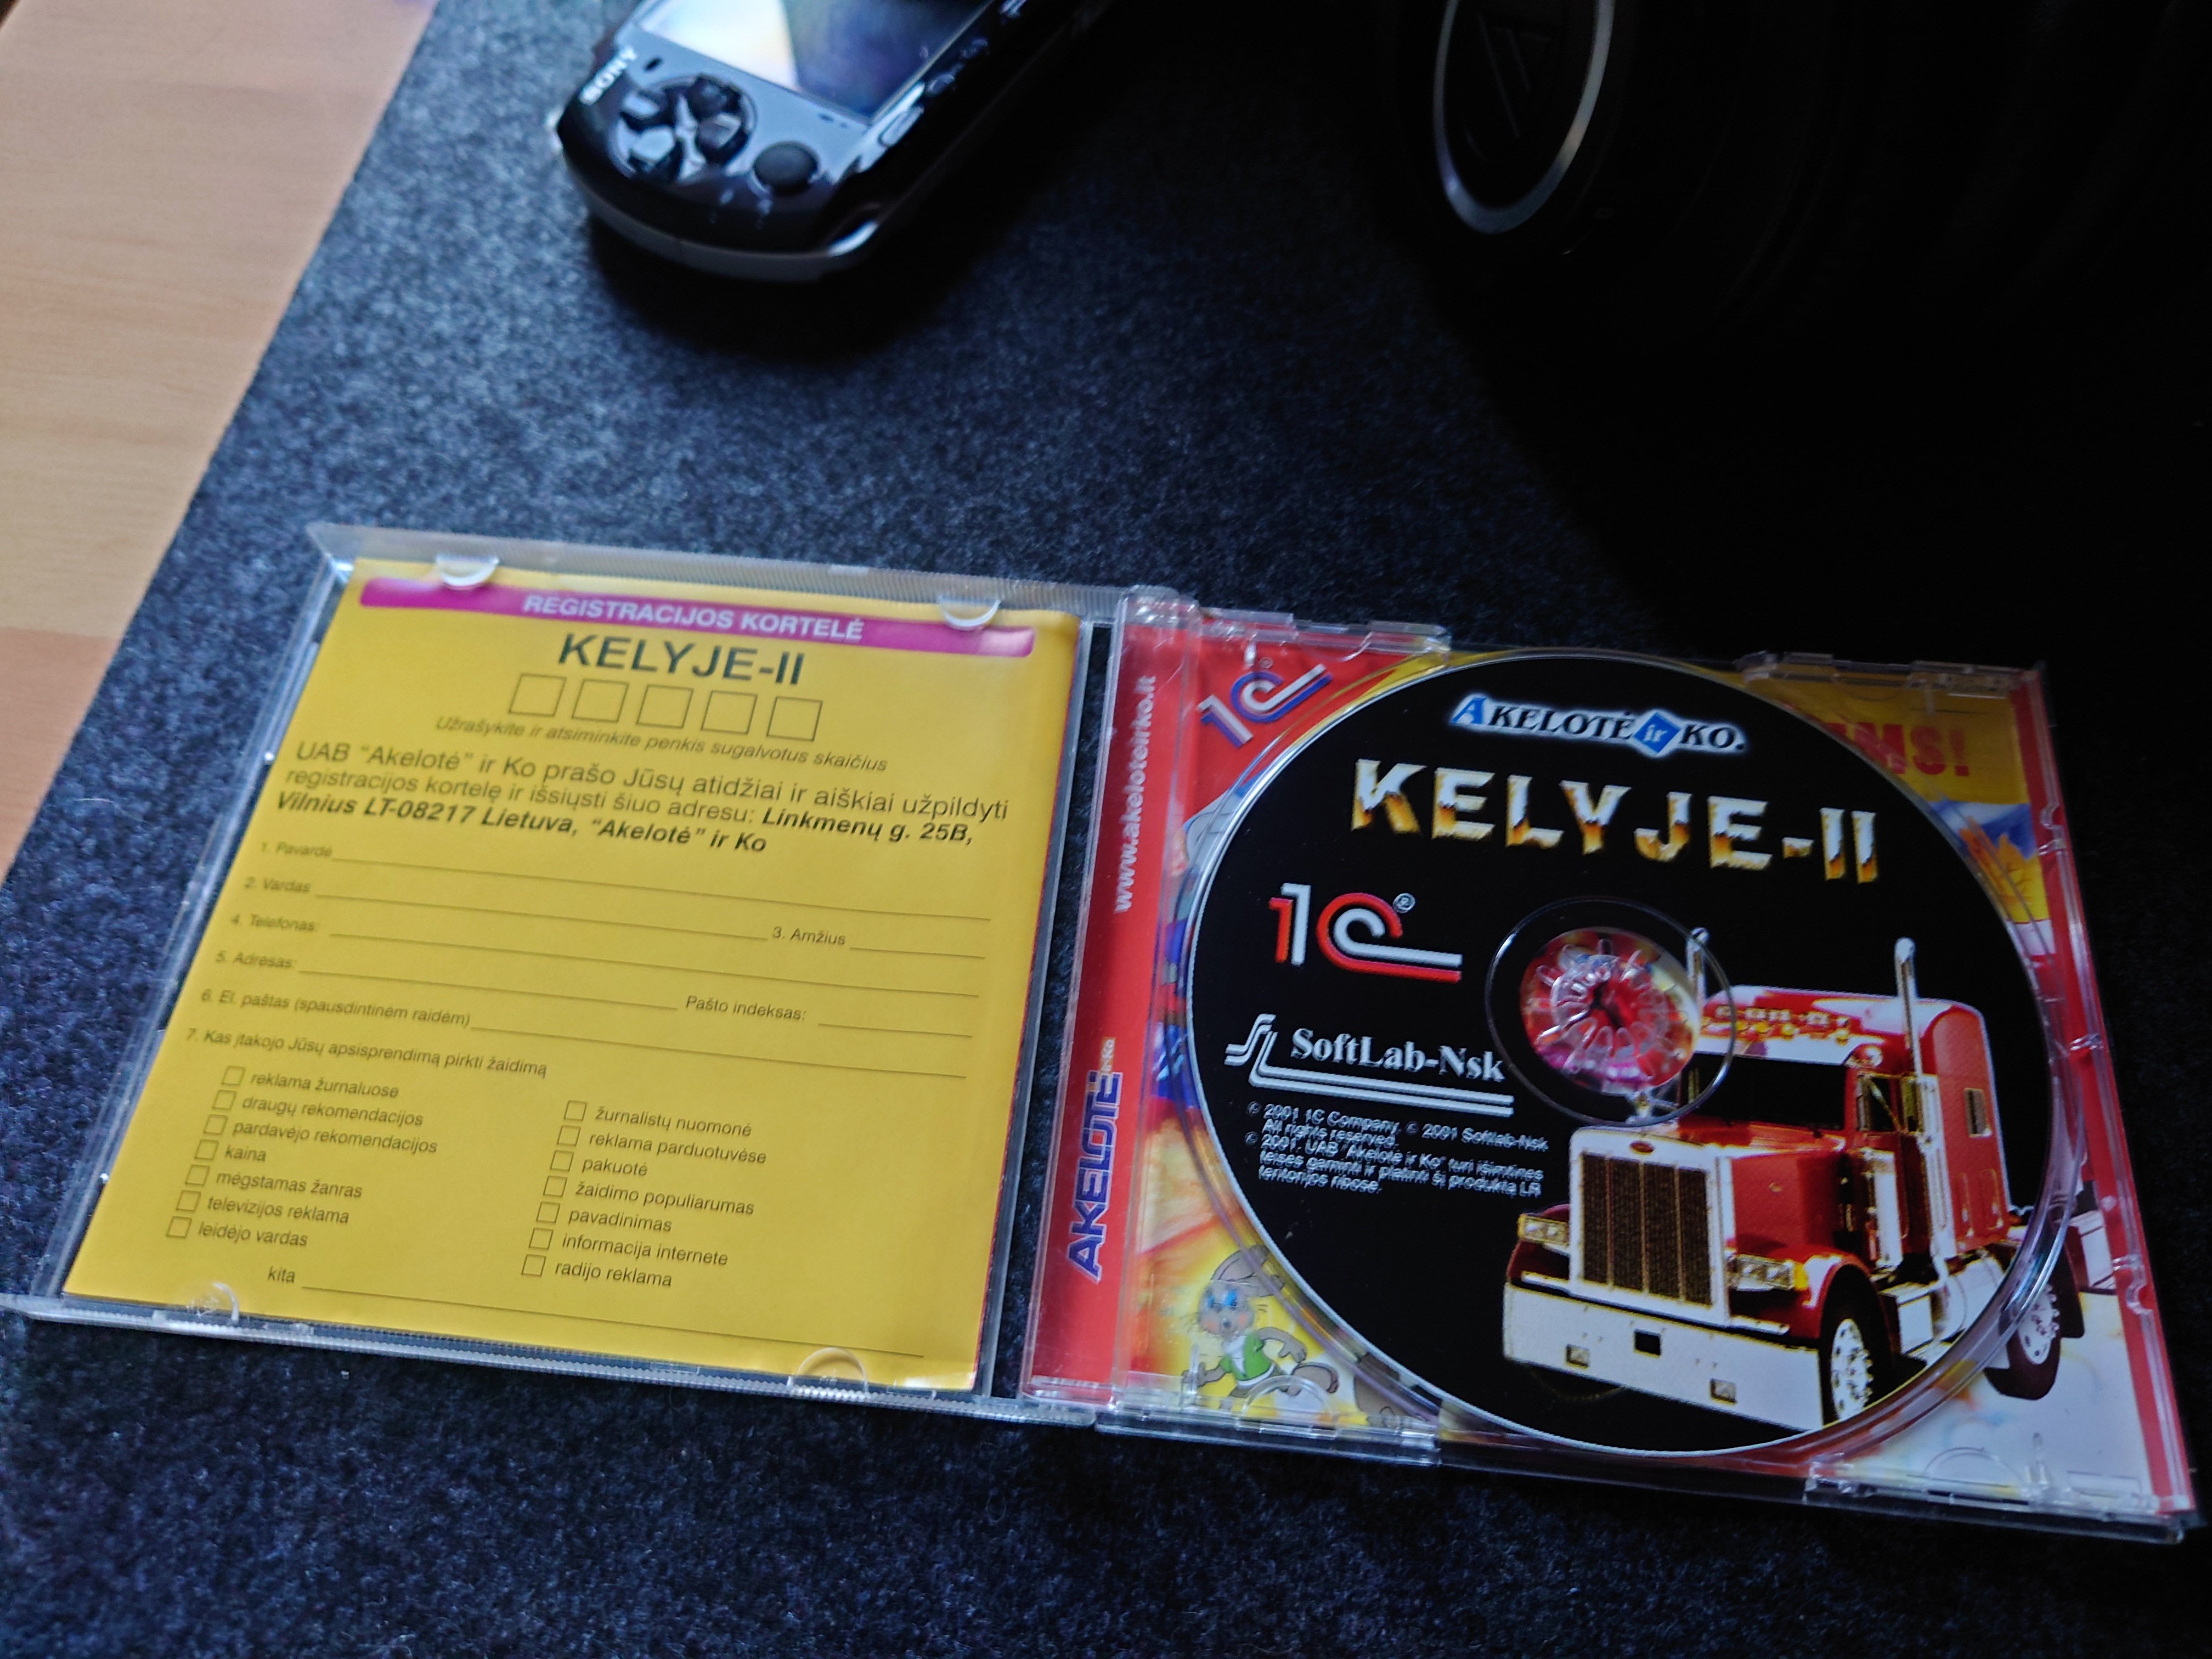 SONY
REGISTRACIJOS KORTELĖ
KELYJE-II
Užrašykite ir atsiminkite penkis sugalvotus skaičius
UAB “Akelotė” ir Ko prašo Jūsų atidžiai ir aiškiai užpildyti
registracijos kortelę ir išsiųsti šiuo adresu: Linkmenų g. 25B,
Vilnius LT-08217 Lietuva, “Akelotė” ir Ko
1. Pavardė
2. Vardas
3. Amžius
4. Telefonas:
5. Adresas:
Pašto indeksas:
6. El. paštas (spausdintinėm raidėm)
7. Kas įtakojo Jūsų apsisprendimą pirkti žaidimą
reklama žurnaluose
draugų rekomendacijos
pardavėjo rekomendacijos
kaina
mėgstamas žanras
televizijos reklama
leidėjo vardas
žurnalistų nuomonė
reklama parduotuvėse
pakuotė
žaidimo populiarumas
pavadinimas
informacija internete
radijo reklama
kita
www.akeloteirko.lt
AKELOTĖ ir Ko
1C®
AKELOTĖ ir KO.
KELYJE-II
1C®
SoftLab-Nsk
© 2001 1C Company. © 2001 Softlab-Nsk
All rights reserved.
© 2001. UAB "Akelotė ir Ko" turi išimtines
teises gaminti ir platinti šį produktą LR
teritorijos ribose.
MS!